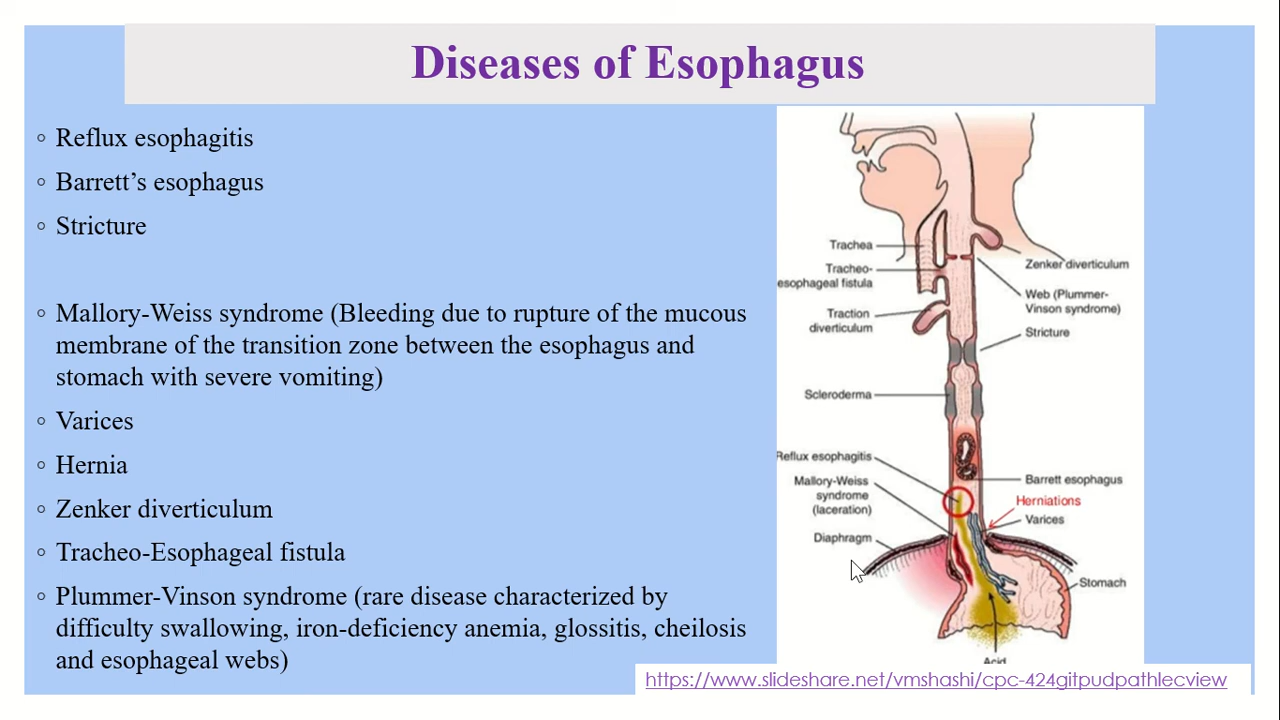 Diseases of Esophagus
◦ Reflux esophagitis
◦ Barrett’s esophagus
◦ Stricture
◦ Mallory-Weiss syndrome (Bleeding due to rupture of the mucous
membrane of the transition zone between the esophagus and
stomach with severe vomiting)
◦ Varices
◦ Hernia
◦ Zenker diverticulum
◦ Tracheo-Esophageal fistula
◦ Plummer-Vinson syndrome (rare disease characterized by
difficulty swallowing, iron-deficiency anemia, glossitis, cheilosis
and esophageal webs)
Trachea
Tracheo-
esophageal fistula
Traction
diverticulum
Scleroderma
Reflux esophagitis
Mallory-Weiss
syndrome
(laceration)
Diaphragm
Zenker diverticulum
Web (Plummer-
Vinson syndrome)
Stricture
Barrett esophagus
Herniations
Varices
Stomach
Acid
https://www.slideshare.net/vmshashi/cpc-424gitpudpathlecview